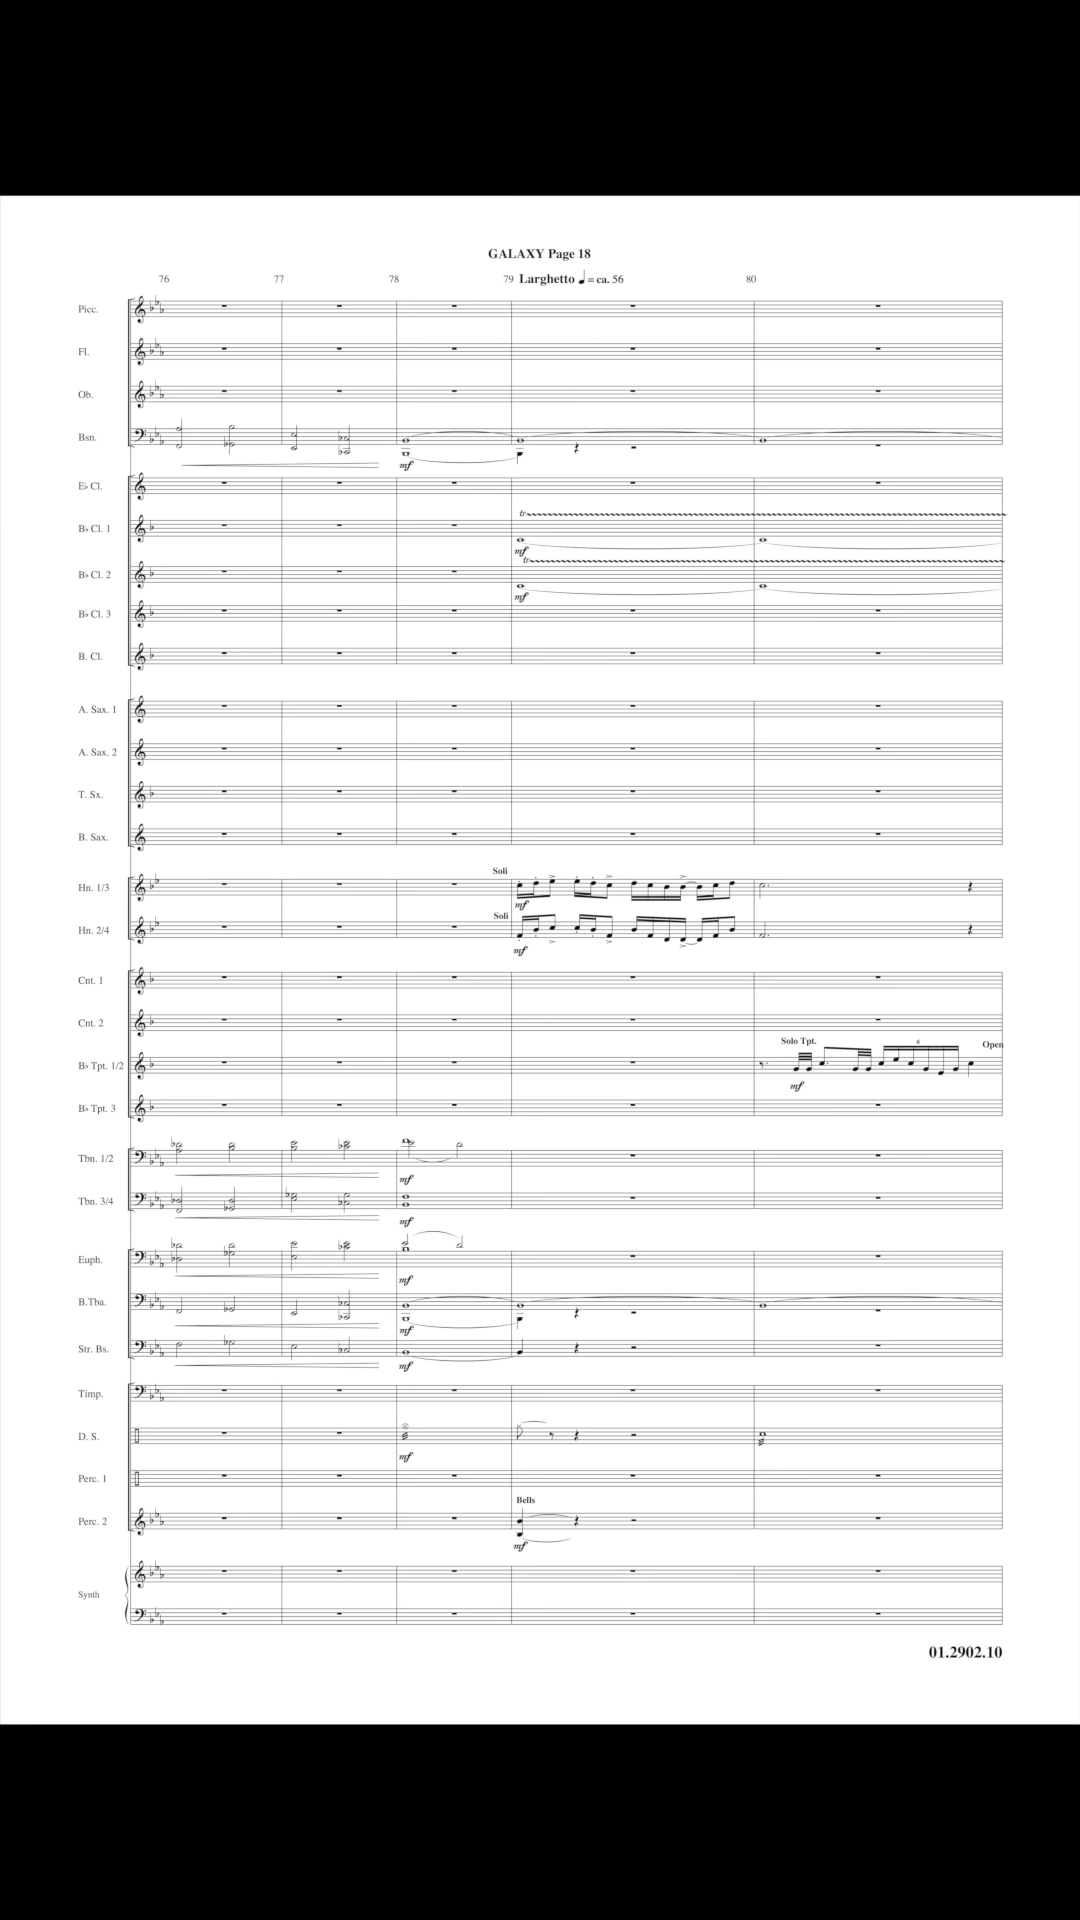 GALAXY Page 18
76 77 78 79 Larghetto ♩ = ca. 56 80
Picc.
Fl.
Ob.
Bsn.
mf
E♭ Cl.
tr
B♭ Cl. 1
mf
tr
B♭ Cl. 2
mf
B♭ Cl. 3
B. Cl.
A. Sax. 1
A. Sax. 2
T. Sx.
B. Sax.
Soli
Hn. 1/3
mf
Soli
Hn. 2/4
mf
Cnt. 1
Cnt. 2
Solo Tpt. 6 Open
B♭ Tpt. 1/2
mf
B♭ Tpt. 3
Tbn. 1/2
mf
Tbn. 3/4
mf
Euph.
mf
B.Tba.
mf
Str. Bs.
mf
Timp.
D. S.
mf
Perc. 1
Bells
Perc. 2
mf
Synth
01.2902.10